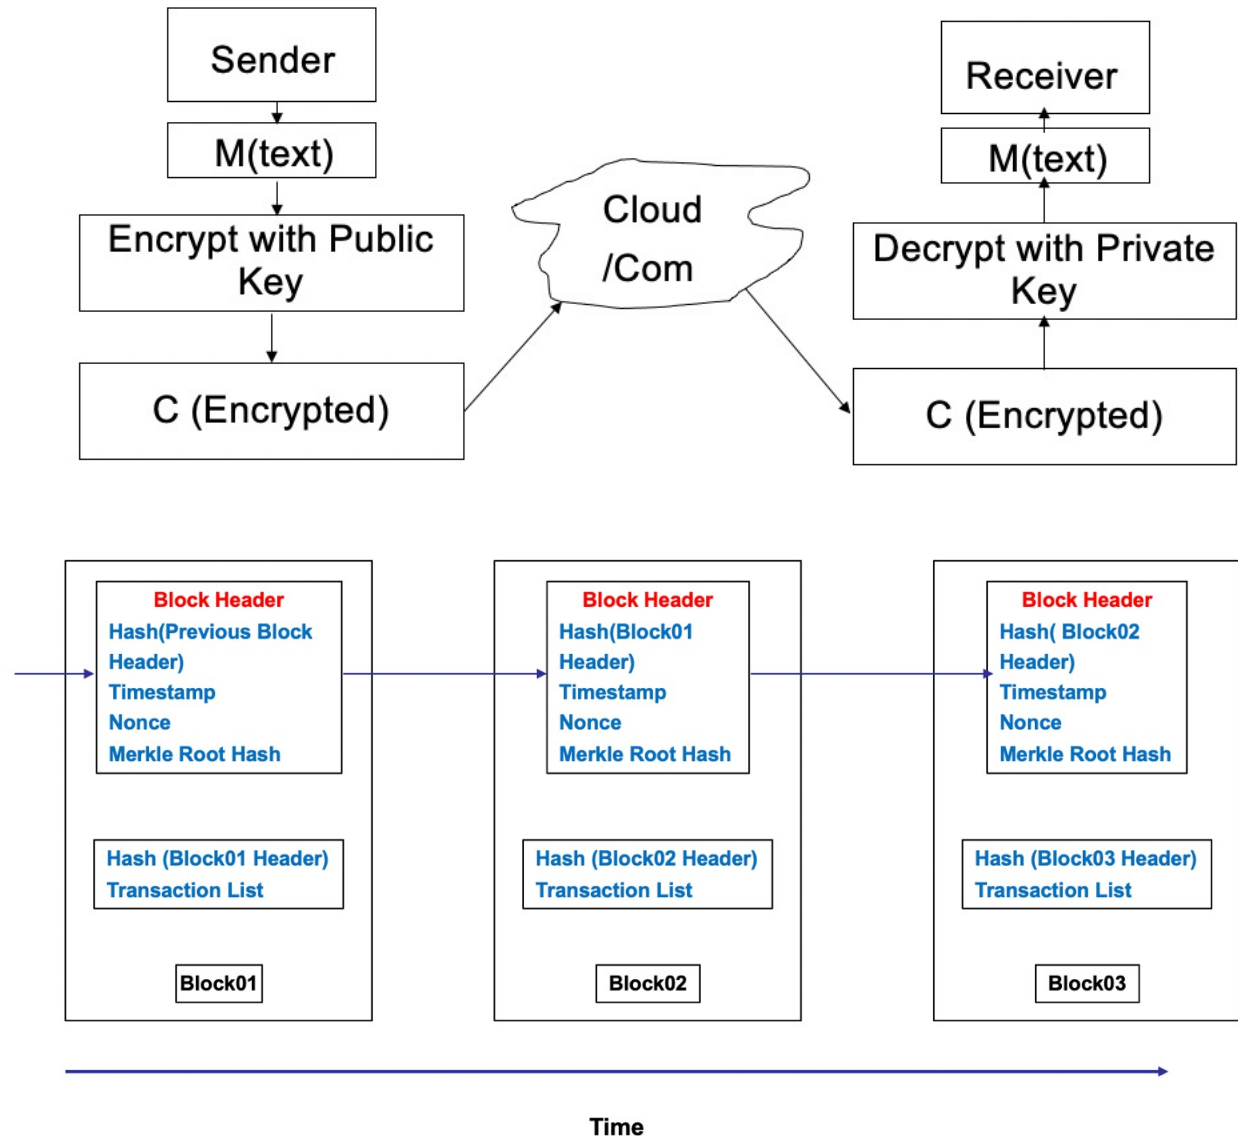 Sender
M(text)
Encrypt with Public
Key
C (Encrypted)
Cloud
/Com
Receiver
M(text)
Decrypt with Private
Key
C (Encrypted)
Block Header
Hash(Previous Block
Header)
Timestamp
Nonce
Merkle Root Hash
Hash (Block01 Header)
Transaction List
Block01
Block Header
Hash(Block01
Header)
Timestamp
Nonce
Merkle Root Hash
Hash (Block02 Header)
Transaction List
Block02
Block Header
Hash( Block02
Header)
Timestamp
Nonce
Merkle Root Hash
Hash (Block03 Header)
Transaction List
Block03
Time